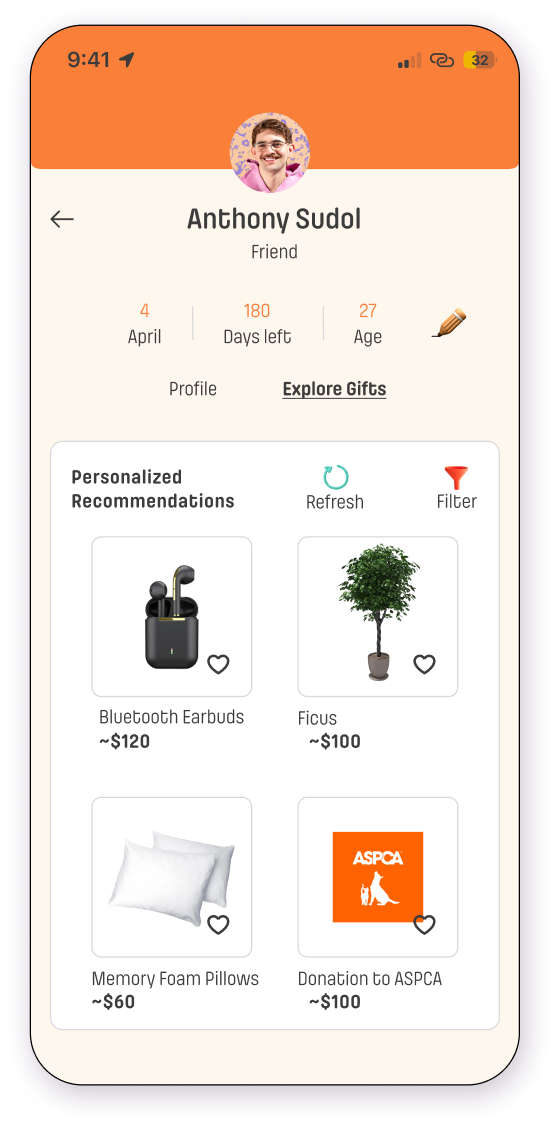 9:41
32
Anthony Sudol
Friend
4
April
180
Days left
27
Age
Profile
Explore Gifts
Personalized
Recommendations
Refresh
Filter
Bluetooth Earbuds
~$120
Ficus
~$100
ASPCA
Memory Foam Pillows
~$60
Donation to ASPCA
~$100